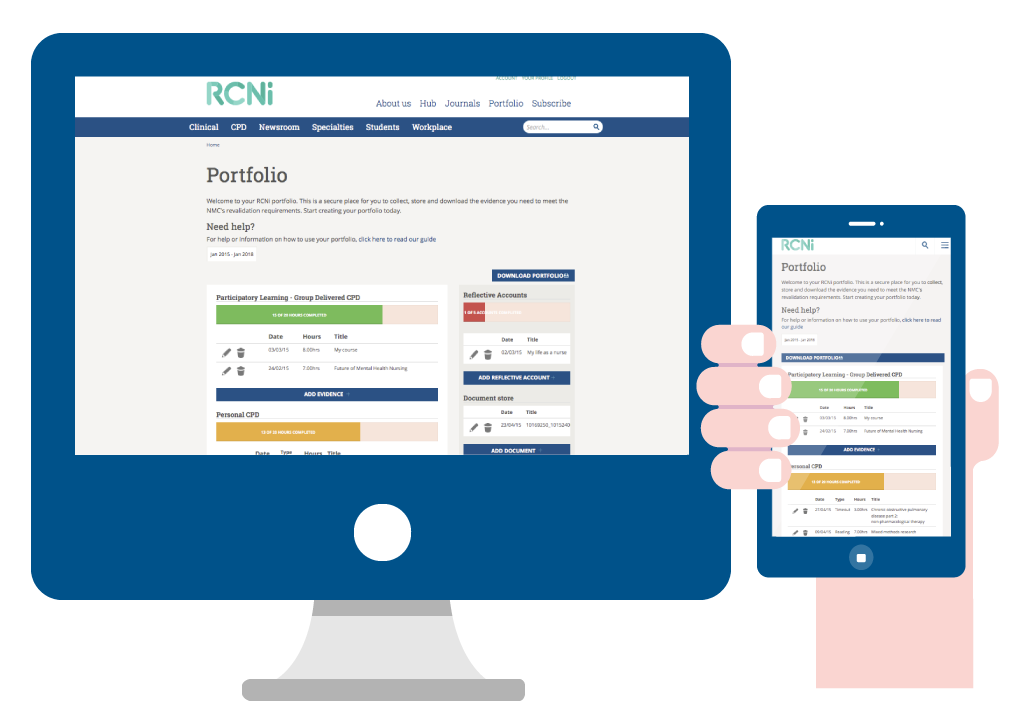 ACCOUNT YOUR PROFILE LOGOUT
RCNi
About us Hub Journals Portfolio Subscribe
Clinical CPD Newsroom Specialties Students Workplace Search...
Home
Portfolio
Welcome to your RCNi portfolio. This is a secure place for you to collect, store and download the evidence you need to meet the
NMC's revalidation requirements. Start creating your portfolio today.
Need help?
For help or information on how to use your portfolio, click here to read our guide
Jan 2015 - Jan 2018
DOWNLOAD PORTFOLIO
Participatory Learning - Group Delivered CPD
15 OF 20 HOURS COMPLETED
Date Hours Title
03/03/15 8.00hrs My course
24/02/15 7.00hrs Future of Mental Health Nursing
ADD EVIDENCE
Personal CPD
13 OF 20 HOURS COMPLETED
Date Type Hours Title
Reflective Accounts
1 OF 5
Date Title
02/03/15 My life as a nurse
ADD REFLECTIVE ACCOUNT
Document store
Date Title
23/04/15 10160250_1015240
ADD DOCUMENT
RCNi
Portfolio
Welcome to your RCNi portfolio. This is a secure place for you to collect,
store and download the evidence you need to meet the NMC's
revalidation requirements. Start creating your portfolio today.
Need help?
For help or information on how to use your portfolio, click here to read
our guide
Jan 2015 - Jan 2018
DOWNLOAD PORTFOLIO
Participatory Learning - Group Delivered CPD
15 OF 20 HOURS COMPLETED
Date Hours Title
03/03/15 8.00hrs My course
24/02/15 7.00hrs Future of Mental Health Nursing
ADD EVIDENCE
Personal CPD
13 OF 20 HOURS COMPLETED
Date Type Hours Title
27/04/15 Timeout 3.00hrs Chronic obstructive pulmonary
disease part 2:
non-pharmacological therapy
09/04/15 Reading 7.00hrs Mixed methods research